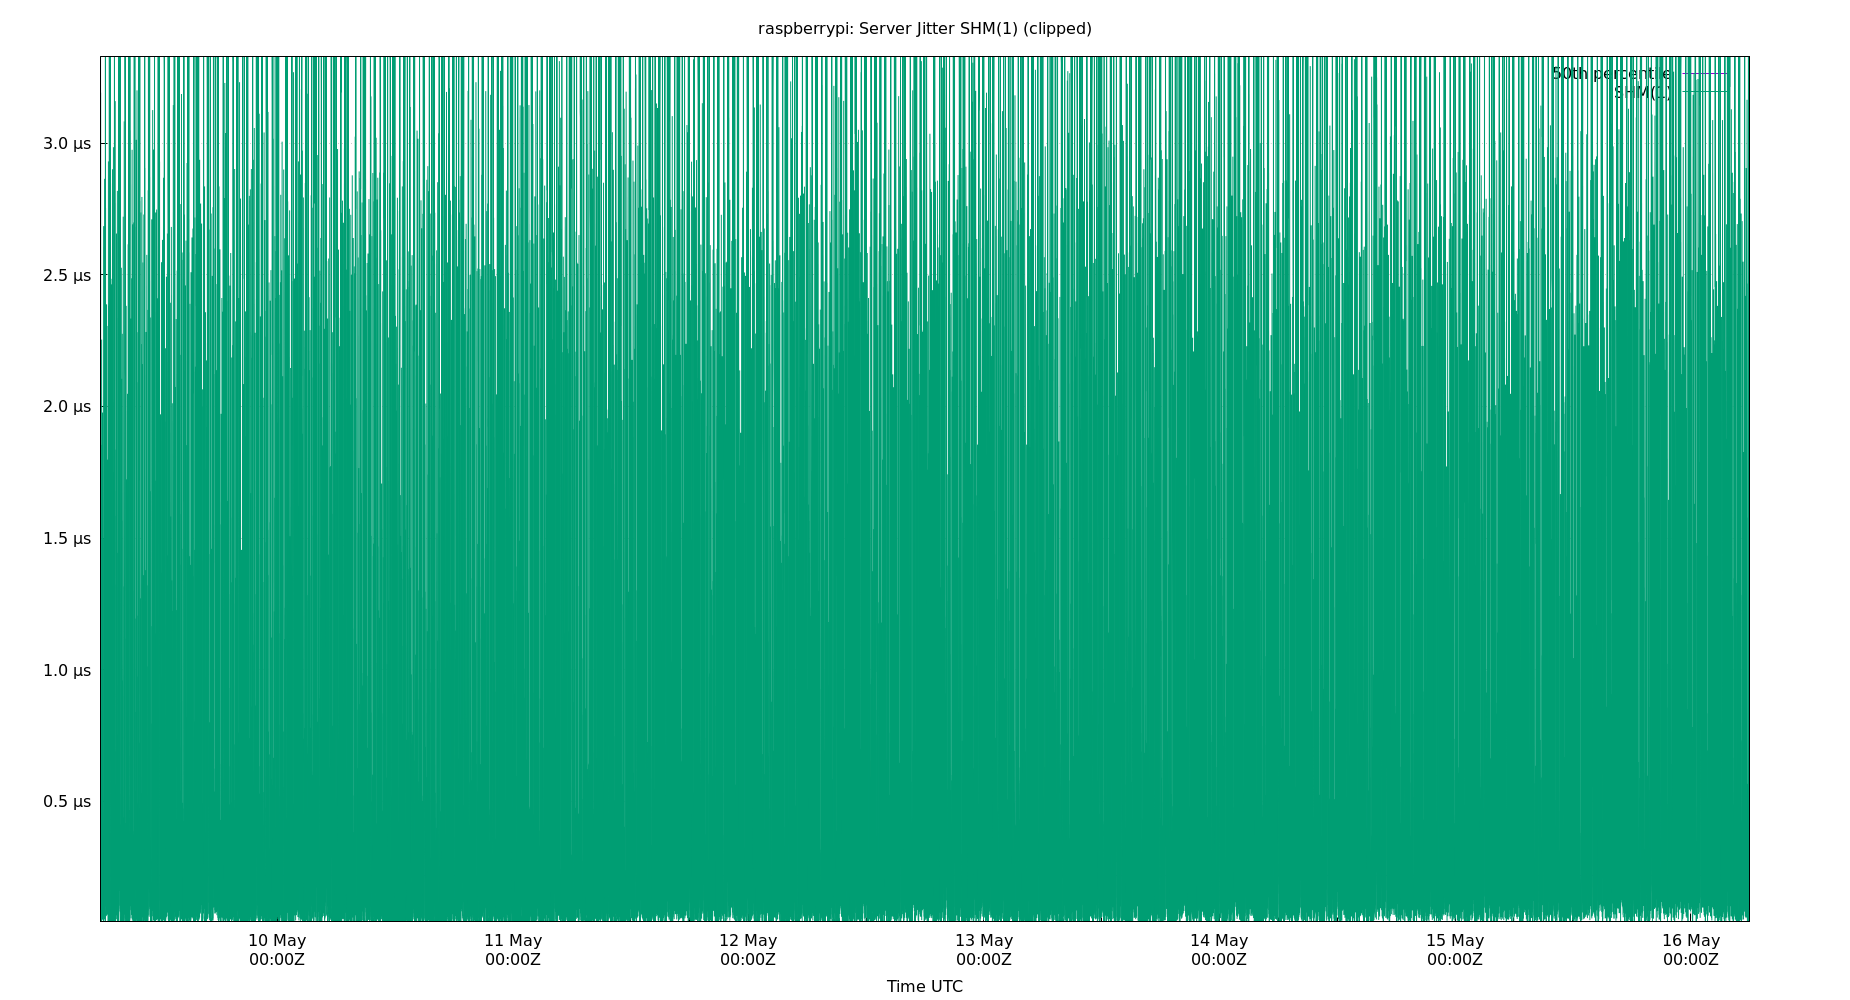 raspberrypi: Server Jitter SHM(1) (clipped)
50th percentile
SHM(1)
3.0 µs
2.5 µs
2.0 µs
1.5 µs
1.0 µs
0.5 µs
10 May 11 May 12 May 13 May 14 May 15 May 16 May
00:00Z 00:00Z 00:00Z 00:00Z 00:00Z 00:00Z 00:00Z
Time UTC